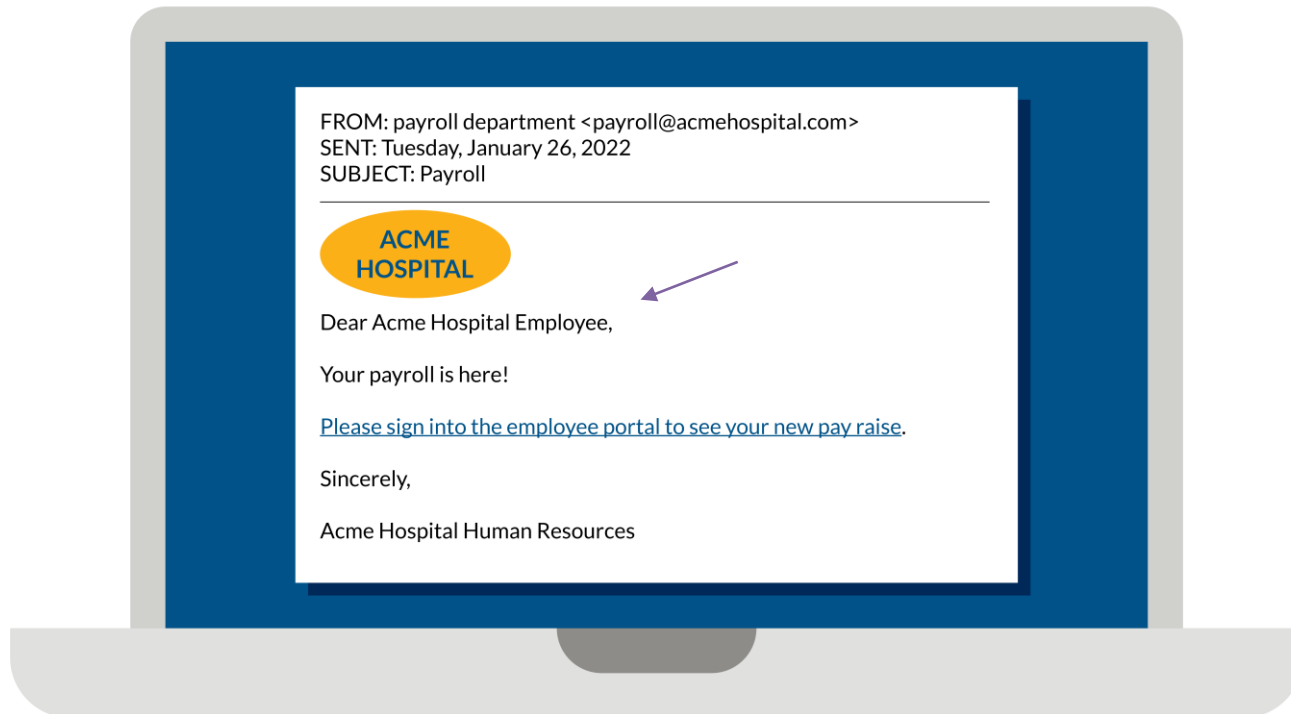 FROM: payroll department <payroll@acmehospital.com>
SENT: Tuesday, January 26, 2022
SUBJECT: Payroll
ACME
HOSPITAL
Dear Acme Hospital Employee,
Your payroll is here!
Please sign into the employee portal to see your new pay raise.
Sincerely,
Acme Hospital Human Resources